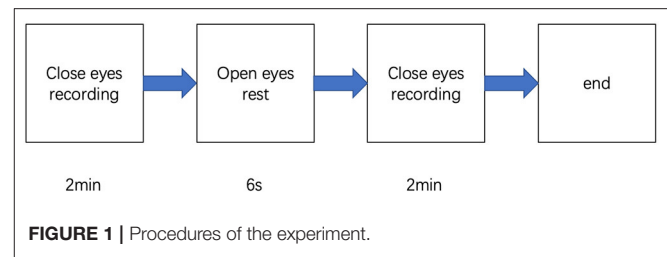 Close eyes
recording
Open eyes
rest
Close eyes
recording
end
2min
6s
2min
FIGURE 1 | Procedures of the experiment.